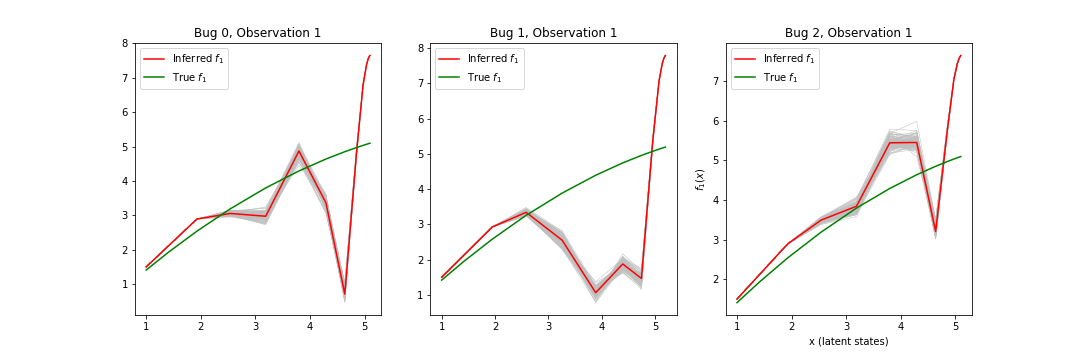 Bug 0, Observation 1
Inferred f₁
True f₁
8
7
6
5
4
3
2
1
1 2 3 4 5
Bug 1, Observation 1
Inferred f₁
True f₁
8
7
6
5
4
3
2
1
1 2 3 4 5
Bug 2, Observation 1
Inferred f₁
True f₁
f₁(x)
7
6
5
4
3
2
1 2 3 4 5
x (latent states)